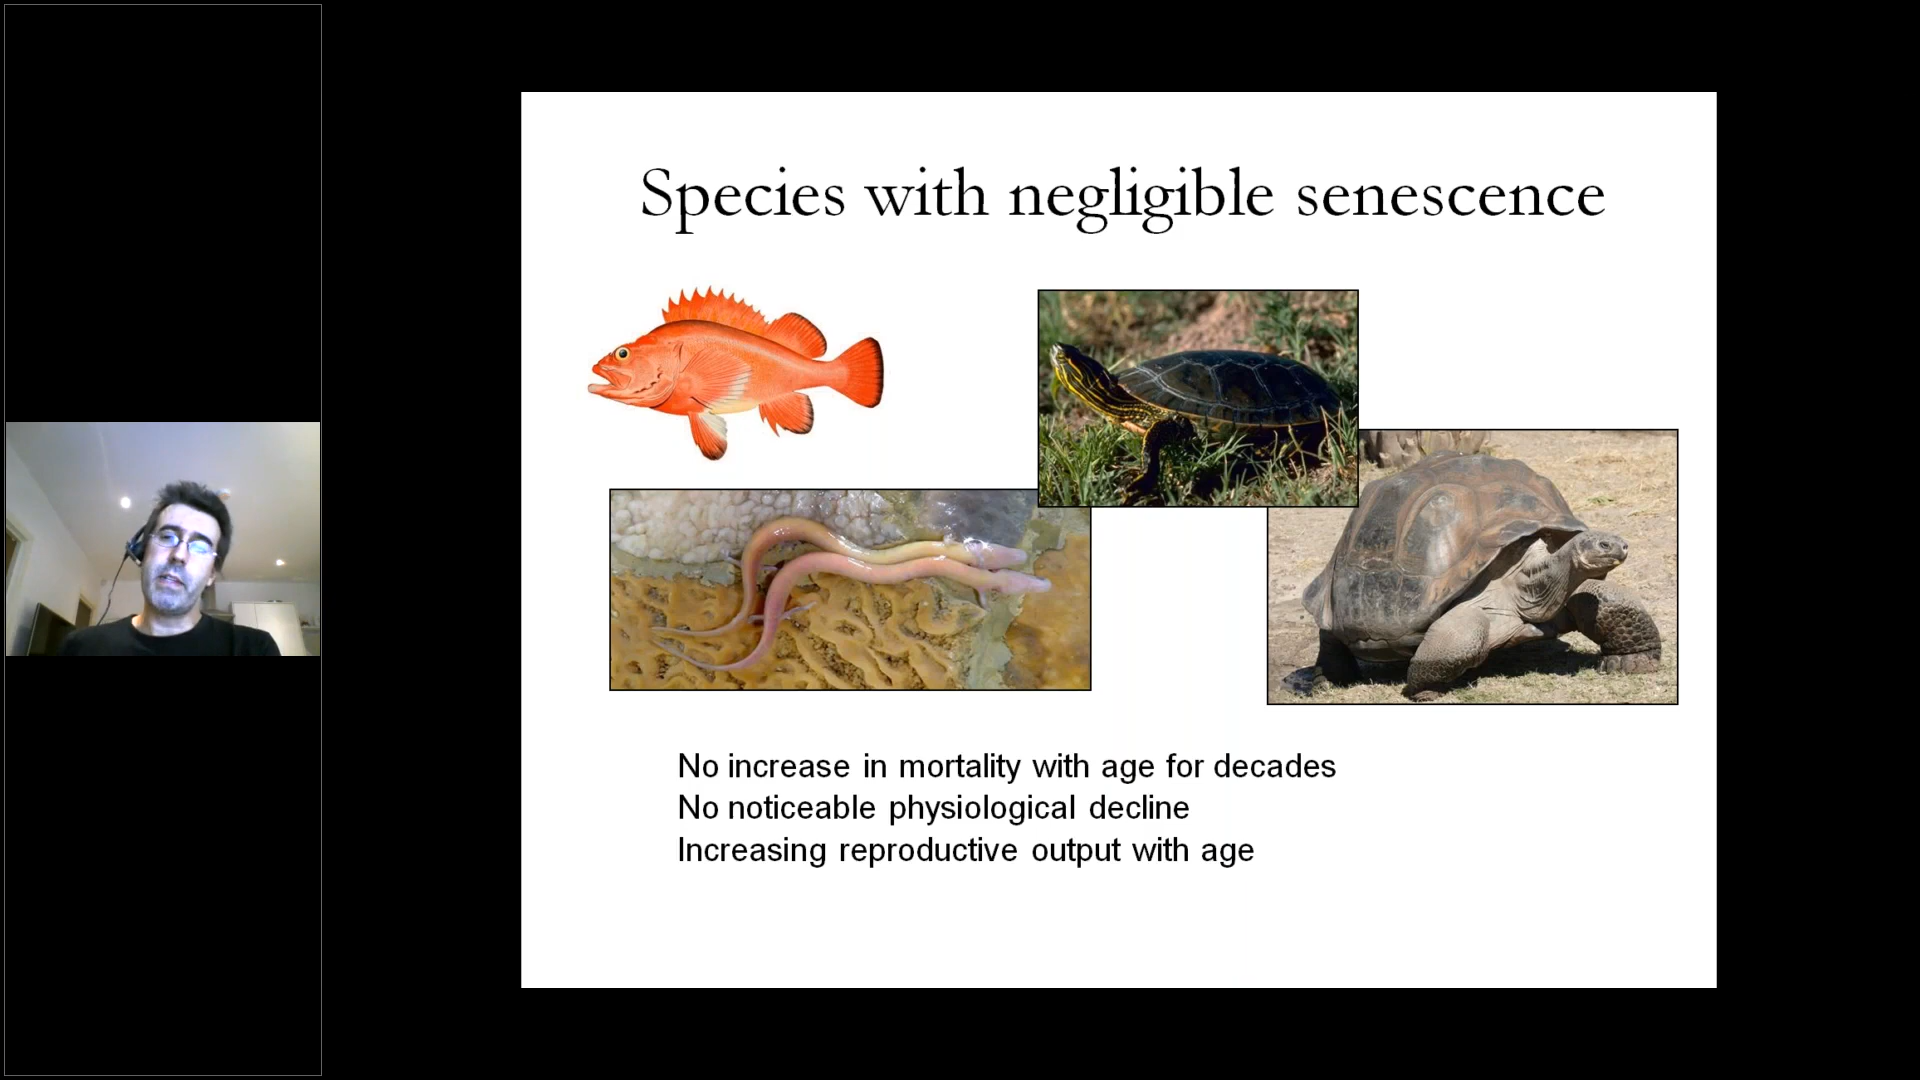 Species with negligible senescence
No increase in mortality with age for decades
No noticeable physiological decline
Increasing reproductive output with age